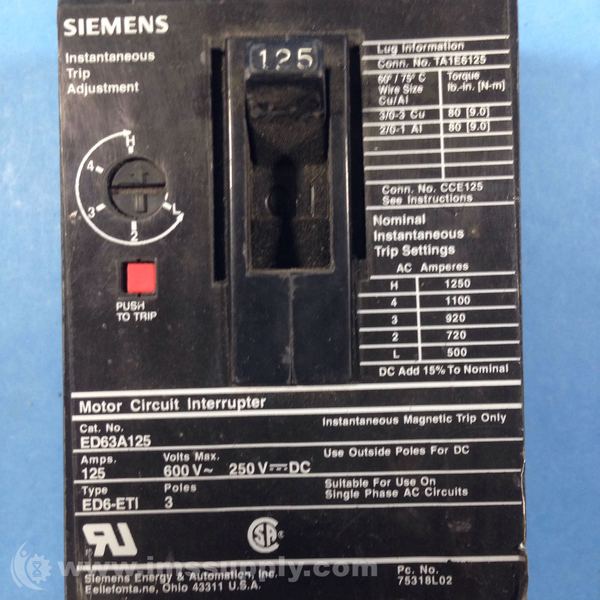 SIEMENS
Instantaneous
Trip
Adjustment
H
4
3
2
L
PUSH
TO TRIP
125
Lug Information
Conn. No. TA1E6125
60°/75° C
Wire Size
Cu/Al
Torque
lb.-in. [N-m]
3/0-3 Cu 80 [9.0]
2/0-1 Al 80 [9.0]
Conn. No. CCE125
See Instructions
Nominal
Instantaneous
Trip Settings
AC Amperes
H 1250
4 1100
3 920
2 720
L 500
DC Add 15% To Nominal
Motor Circuit Interrupter
Cat. No.
ED63A125
Instantaneous Magnetic Trip Only
Amps.
125
Volts Max.
600 V~ 250 V⎓DC
Use Outside Poles For DC
Type
ED6-ETI
Poles
3
Suitable For Use On
Single Phase AC Circuits
www.imssupply.com
Siemens Energy & Automation, Inc.
Bellefontaine, Ohio 43311 U.S.A.
Pc. No.
75318L02